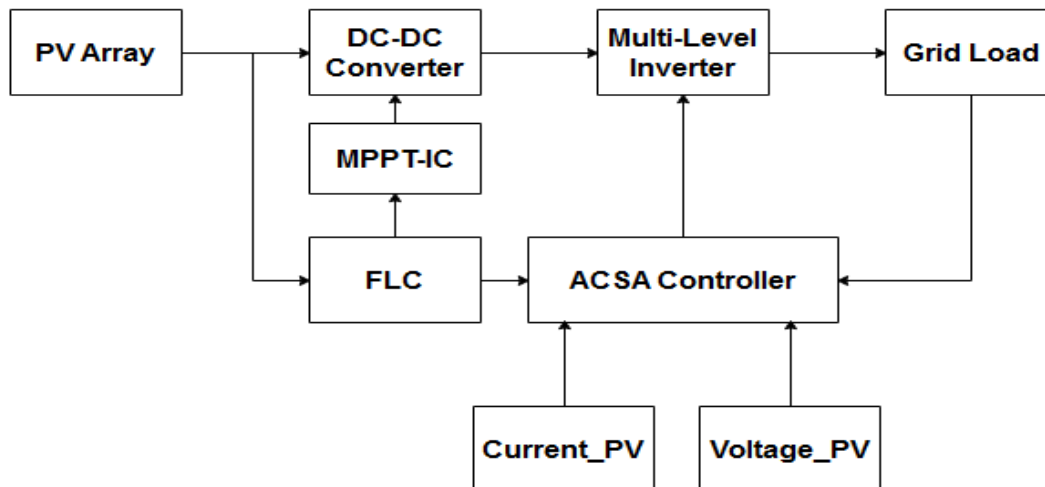 PV Array
DC-DC
Converter
Multi-Level
Inverter
Grid Load
MPPT-IC
FLC
ACSA Controller
Current_PV
Voltage_PV